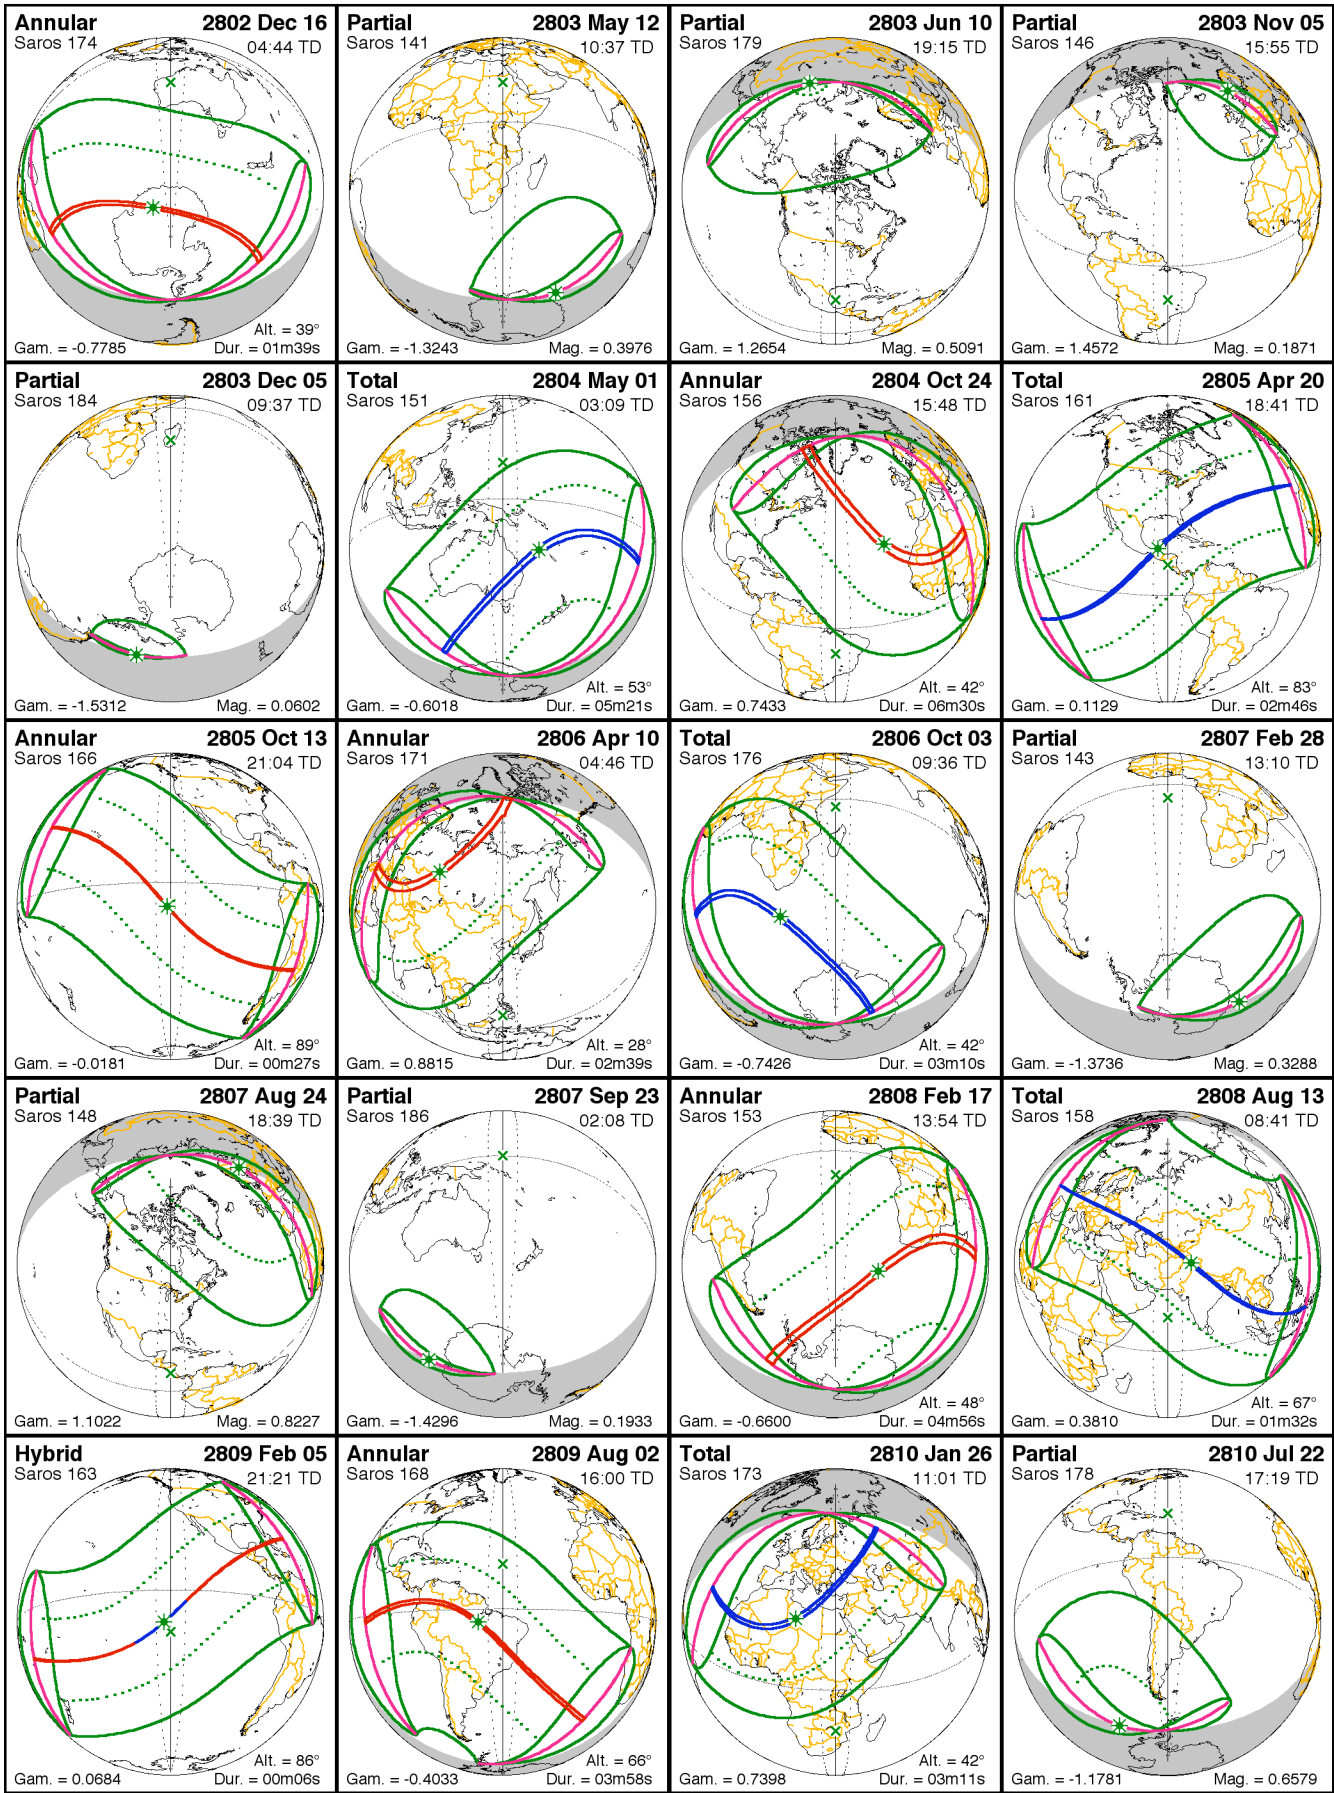 Annular 2802 Dec 16
Saros 174 04:44 TD
Alt. = 39°
Gam. = -0.7785 Dur. = 01m39s
Partial 2803 May 12
Saros 141 10:37 TD
Gam. = -1.3243 Mag. = 0.3976
Partial 2803 Jun 10
Saros 179 19:15 TD
Gam. = 1.2654 Mag. = 0.5091
Partial 2803 Nov 05
Saros 146 15:55 TD
Gam. = 1.4572 Mag. = 0.1871
Partial 2803 Dec 05
Saros 184 09:37 TD
Gam. = -1.5312 Mag. = 0.0602
Total 2804 May 01
Saros 151 03:09 TD
Alt. = 53°
Gam. = -0.6018 Dur. = 05m21s
Annular 2804 Oct 24
Saros 156 15:48 TD
Alt. = 42°
Gam. = 0.7433 Dur. = 06m30s
Total 2805 Apr 20
Saros 161 18:41 TD
Alt. = 83°
Gam. = 0.1129 Dur. = 02m46s
Annular 2805 Oct 13
Saros 166 21:04 TD
Alt. = 89°
Gam. = -0.0181 Dur. = 00m27s
Annular 2806 Apr 10
Saros 171 04:46 TD
Alt. = 28°
Gam. = 0.8815 Dur. = 02m39s
Total 2806 Oct 03
Saros 176 09:36 TD
Alt. = 42°
Gam. = -0.7426 Dur. = 03m10s
Partial 2807 Feb 28
Saros 143 13:10 TD
Gam. = -1.3736 Mag. = 0.3288
Partial 2807 Aug 24
Saros 148 18:39 TD
Gam. = 1.1022 Mag. = 0.8227
Partial 2807 Sep 23
Saros 186 02:08 TD
Gam. = -1.4296 Mag. = 0.1933
Annular 2808 Feb 17
Saros 153 13:54 TD
Alt. = 48°
Gam. = -0.6600 Dur. = 04m56s
Total 2808 Aug 13
Saros 158 08:41 TD
Alt. = 67°
Gam. = 0.3810 Dur. = 01m32s
Hybrid 2809 Feb 05
Saros 163 21:21 TD
Alt. = 86°
Gam. = 0.0684 Dur. = 00m06s
Annular 2809 Aug 02
Saros 168 16:00 TD
Alt. = 66°
Gam. = -0.4033 Dur. = 03m58s
Total 2810 Jan 26
Saros 173 11:01 TD
Alt. = 42°
Gam. = 0.7398 Dur. = 03m11s
Partial 2810 Jul 22
Saros 178 17:19 TD
Gam. = -1.1781 Mag. = 0.6579